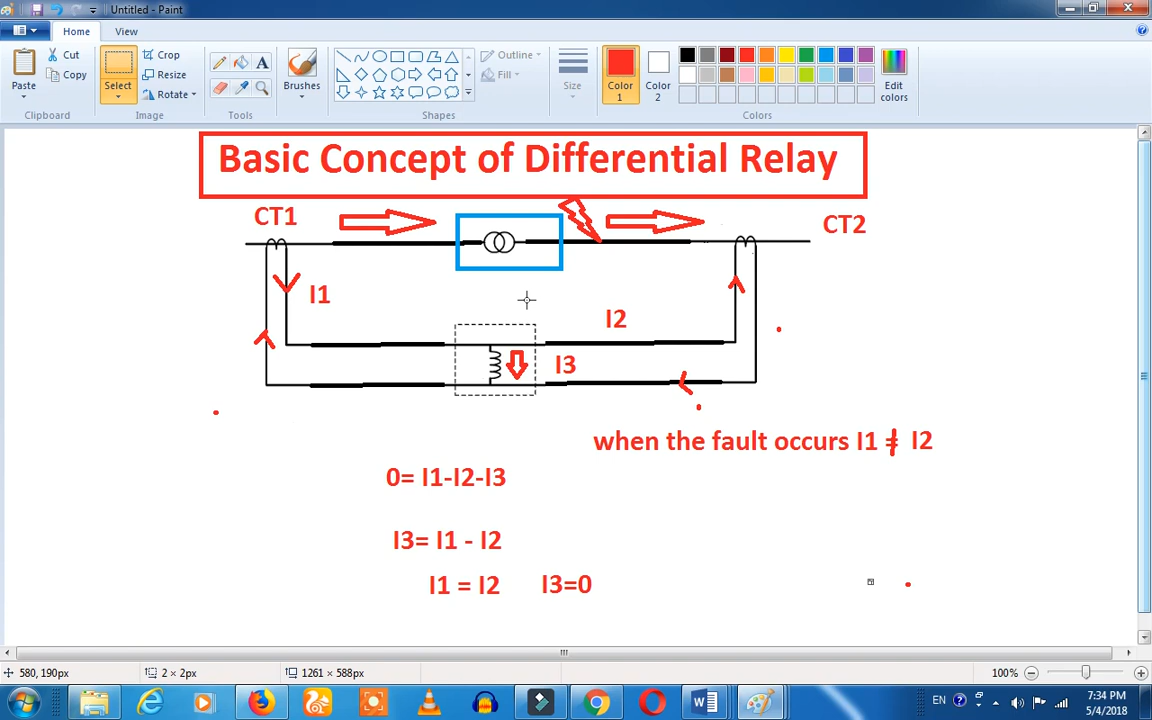 Untitled - Paint
Home View
Paste
Cut
Copy
Clipboard
Select
Crop
Resize
Rotate
Image
A
Tools
Brushes
Shapes
Outline
Fill
Size
Color 1
Color 2
Edit colors
Colors
Basic Concept of Differential Relay
CT1
CT2
I1
I2
I3
when the fault occurs I1 ≠ I2
0= I1-I2-I3
I3= I1 - I2
I1 = I2 I3=0
580, 190px
2 × 2px
1261 × 588px
100%
EN
7:34 PM
5/4/2018